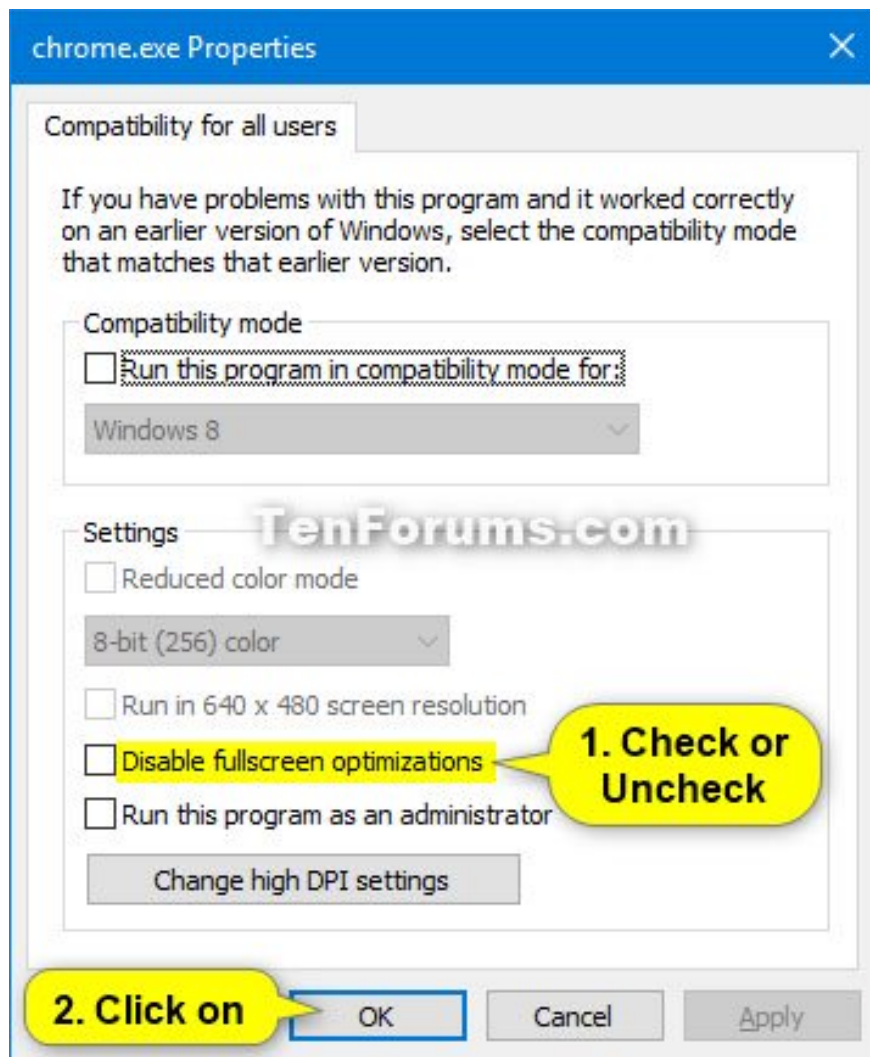 chrome.exe Properties
Compatibility for all users
If you have problems with this program and it worked correctly
on an earlier version of Windows, select the compatibility mode
that matches that earlier version.
Compatibility mode
Run this program in compatibility mode for:
Windows 8
TenForums.com
Settings
Reduced color mode
8-bit (256) color
Run in 640 x 480 screen resolution
Disable fullscreen optimizations
1. Check or
Uncheck
Run this program as an administrator
Change high DPI settings
2. Click on
OK
Cancel
Apply